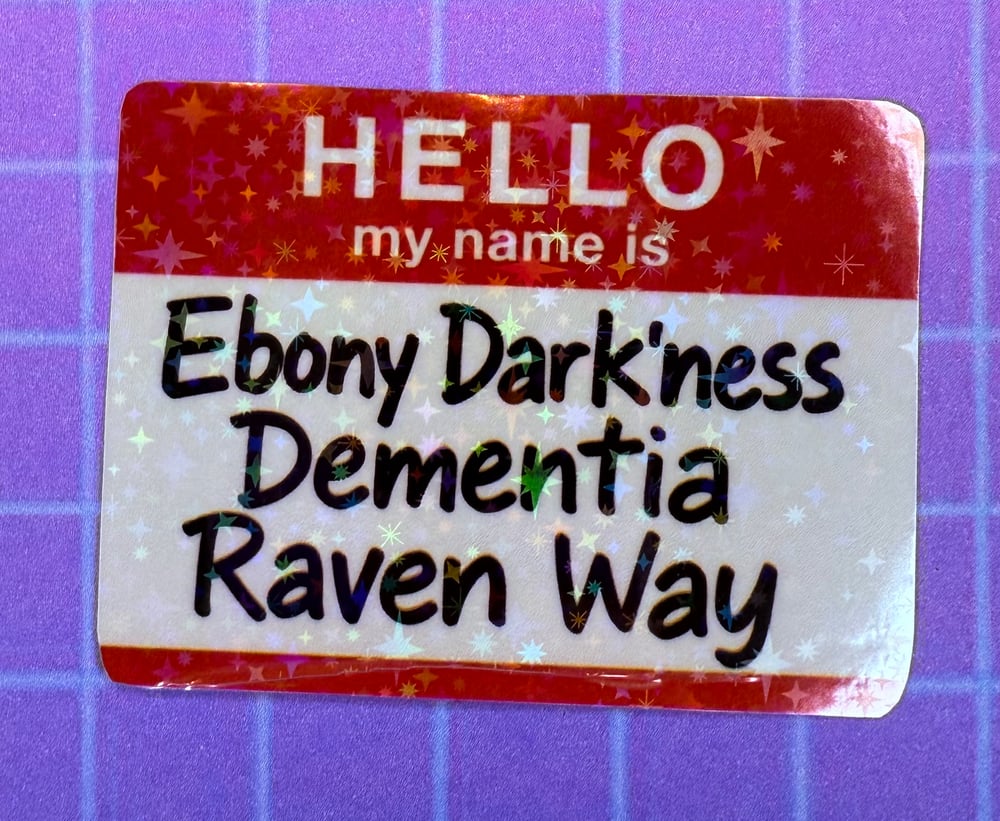 HELLO
my name is
Ebony Dark'ness
Dementia
Raven Way